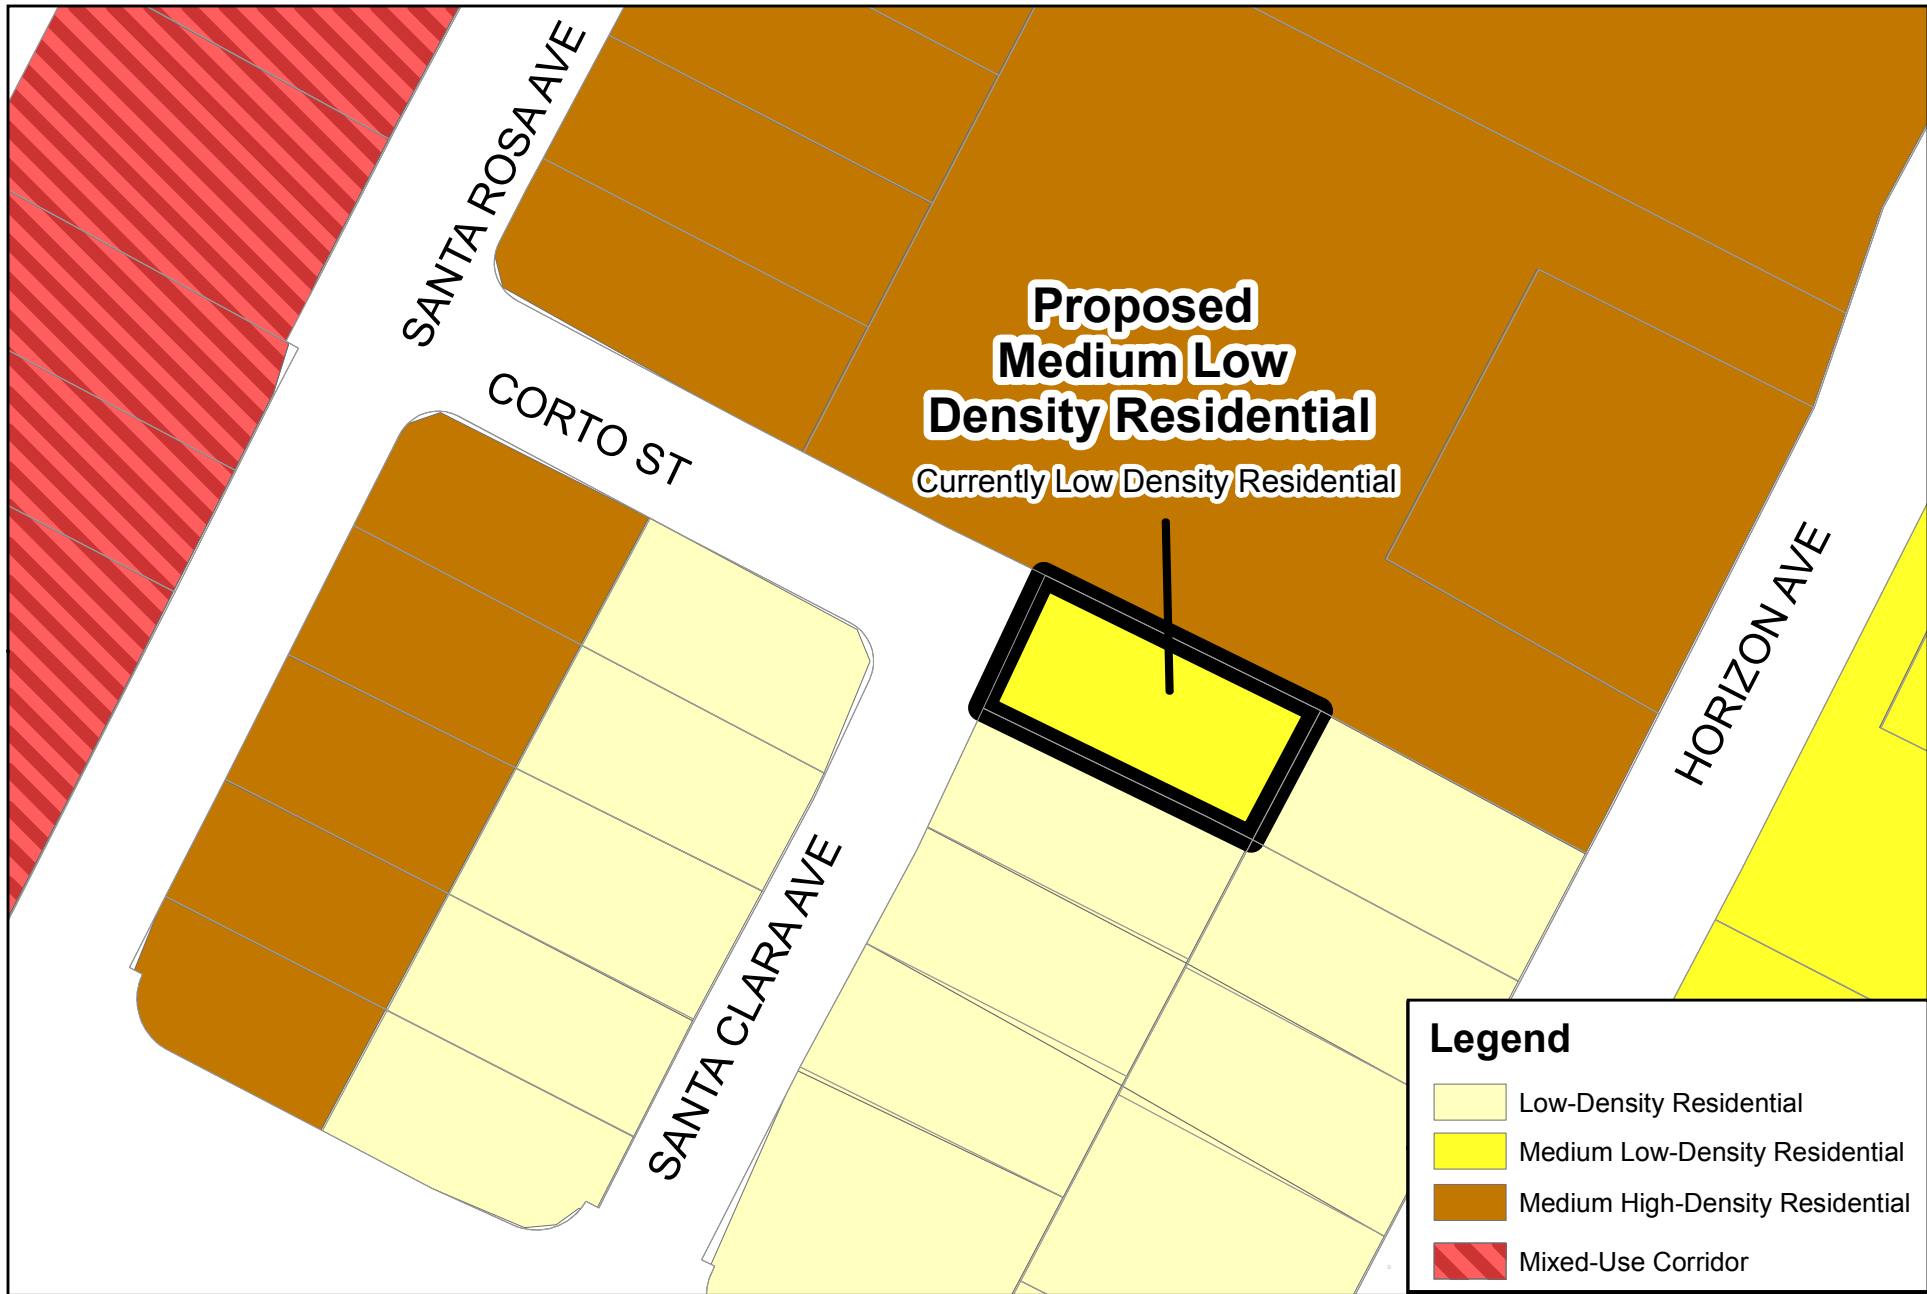 SANTA ROSA AVE
CORTO ST
Proposed
Medium Low
Density Residential
Currently Low Density Residential
HORIZON AVE
SANTA CLARA AVE
Legend
Low-Density Residential
Medium Low-Density Residential
Medium High-Density Residential
Mixed-Use Corridor